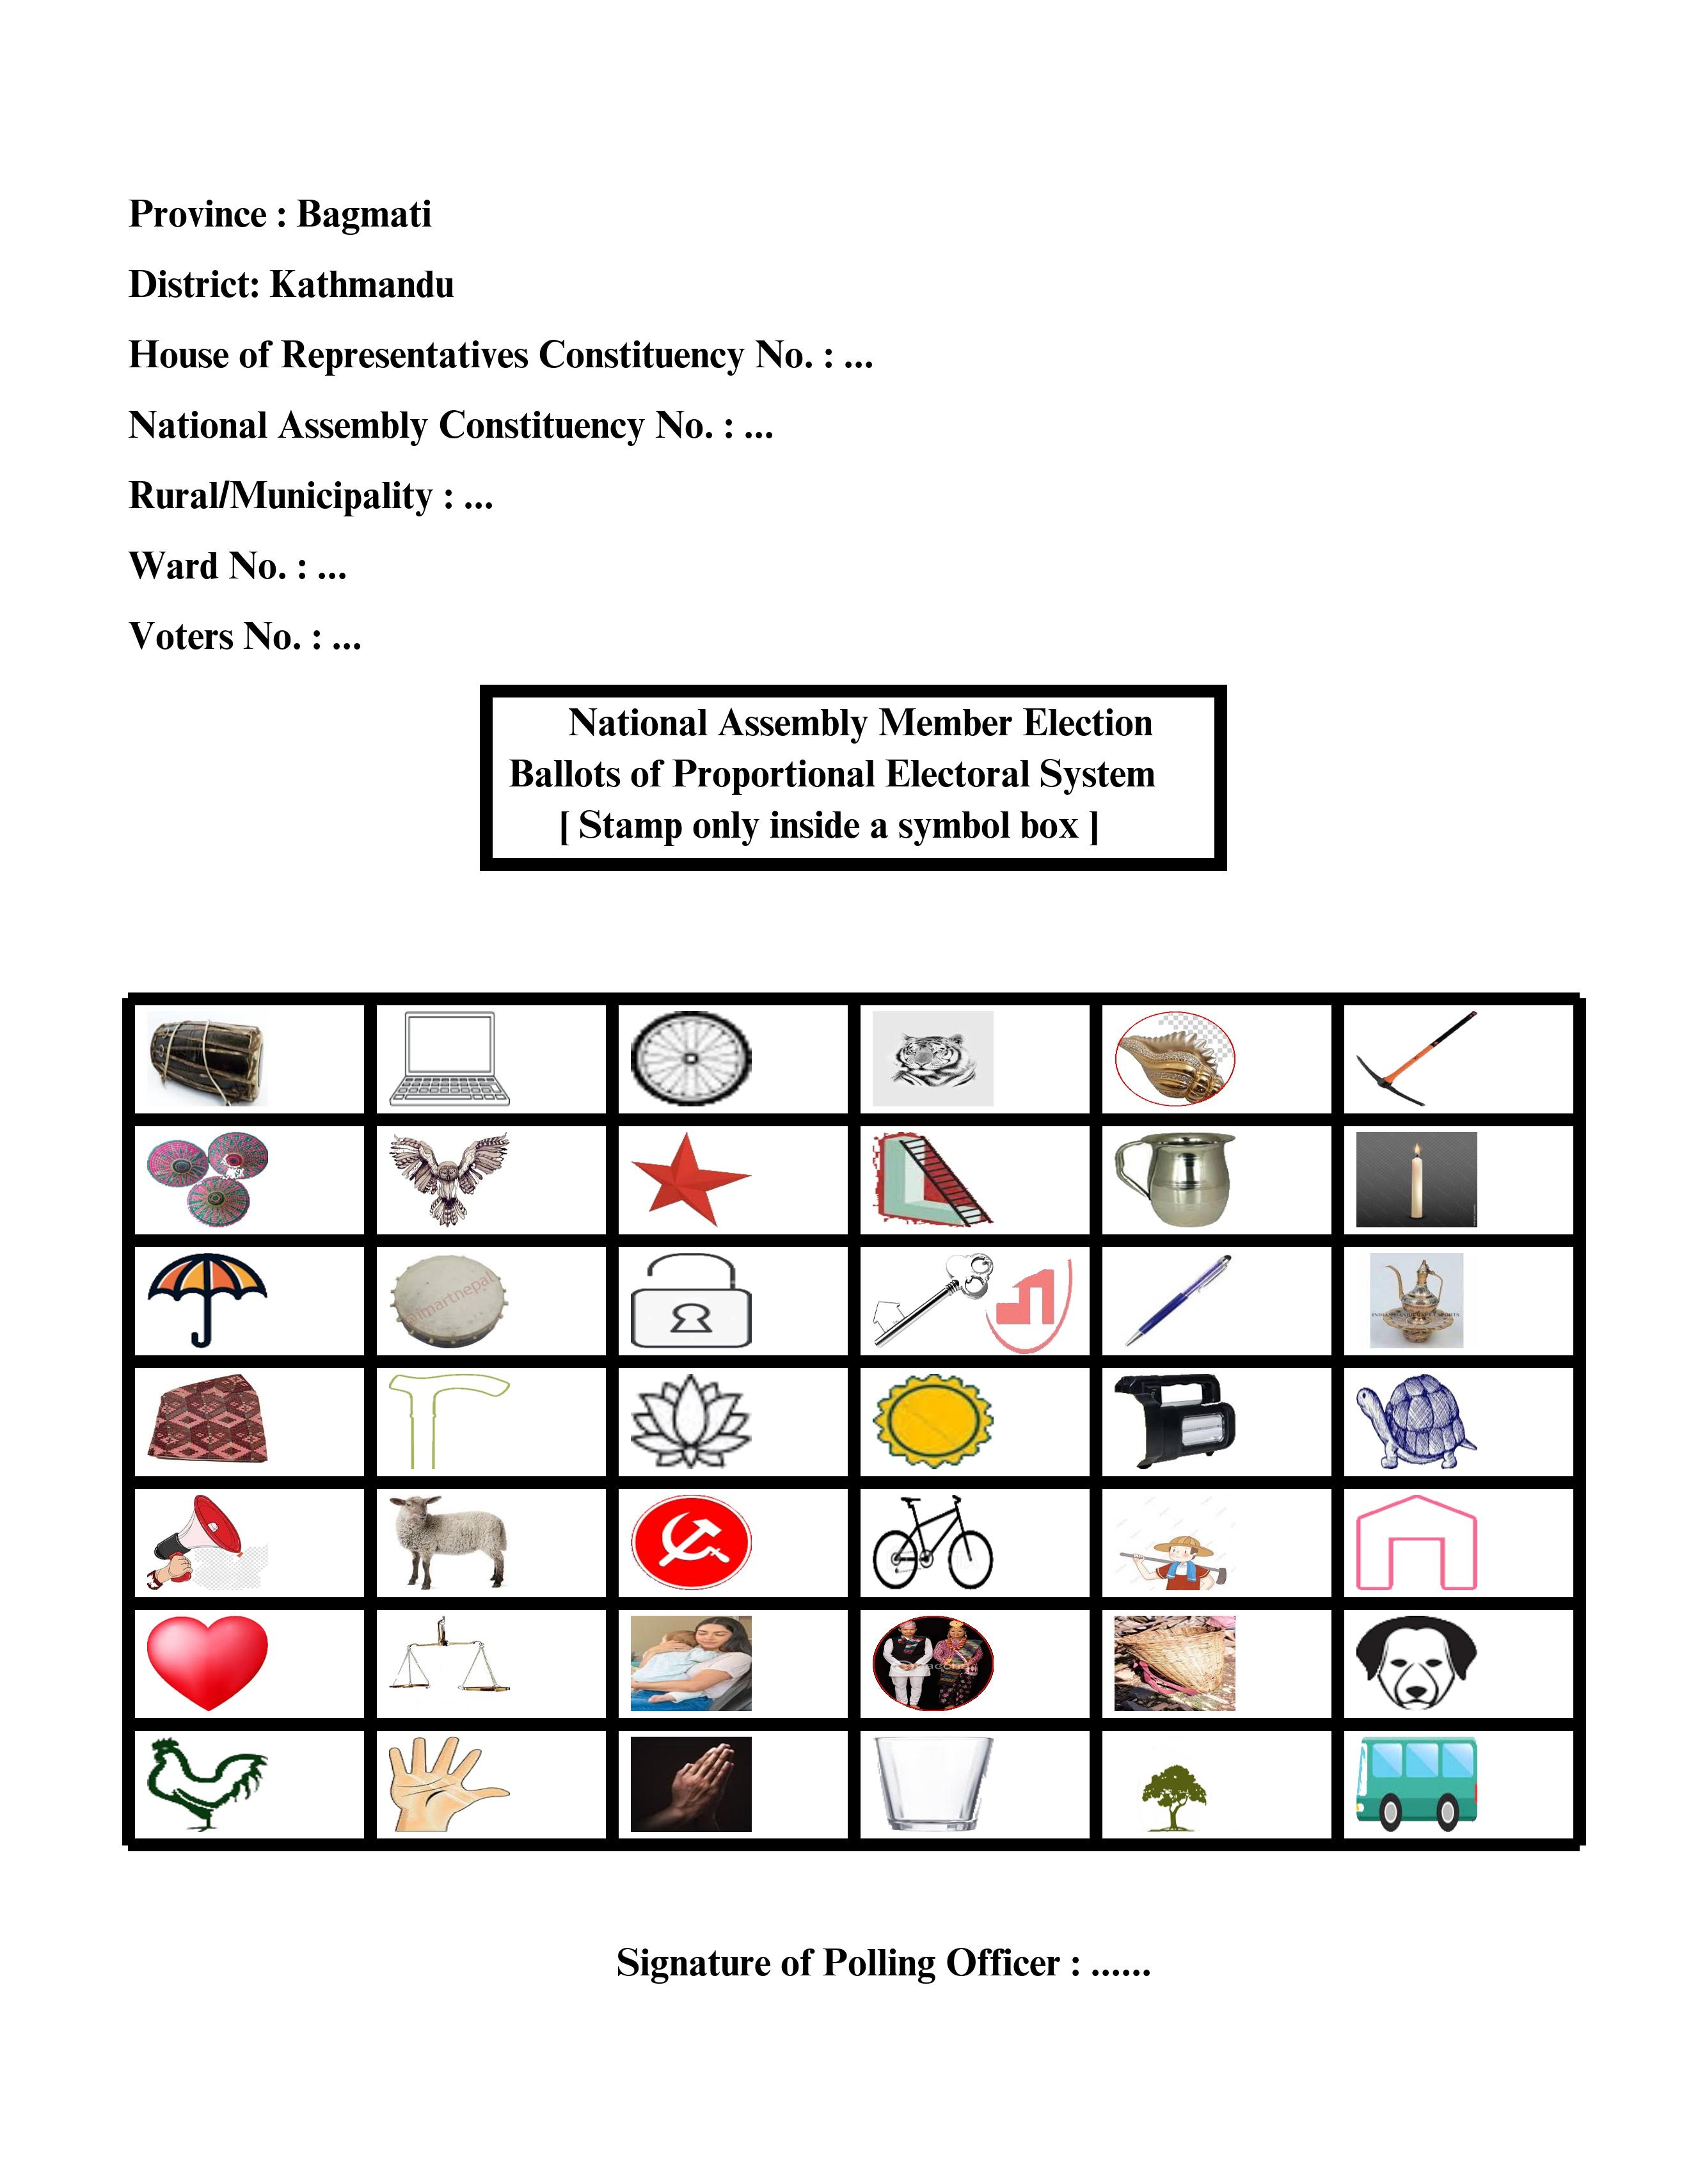 Province : Bagmati
District: Kathmandu
House of Representatives Constituency No. : ...
National Assembly Constituency No. : ...
Rural/Municipality : ...
Ward No. : ...
Voters No. : ...
National Assembly Member Election
Ballots of Proportional Electoral System
[ Stamp only inside a symbol box ]
Signature of Polling Officer : ......